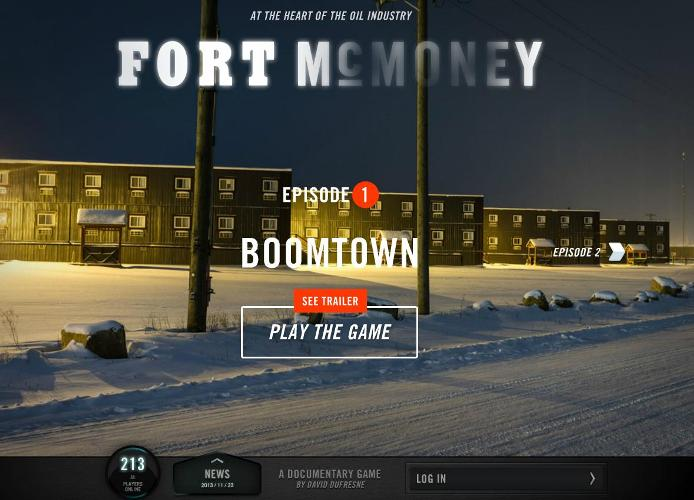 AT THE HEART OF THE OIL INDUSTRY
FORT McMONEY
EPISODE 1
BOOMTOWN
EPISODE 2
SEE TRAILER
PLAY THE GAME
213
PLAYERS
ONLINE
NEWS
2013 / 11 / 23
A DOCUMENTARY GAME
BY DAVID DUFRESNE
LOG IN